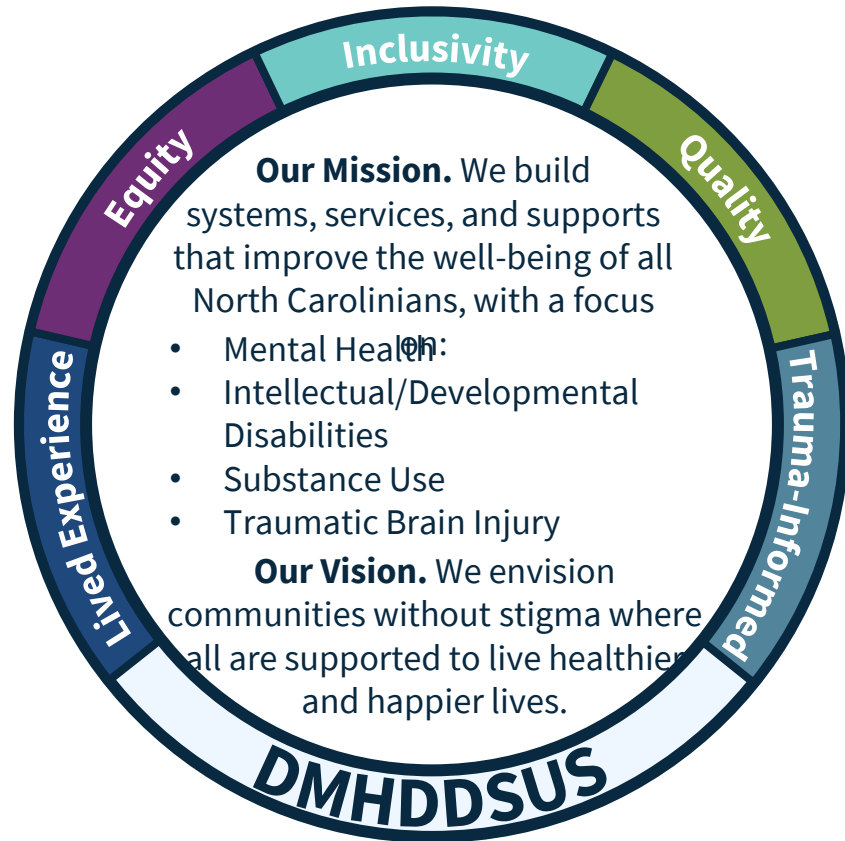 Inclusivity
Equity
Quality
Lived Experience
Trauma-Informed
Our Mission. We build
systems, services, and supports
that improve the well-being of all
North Carolinians, with a focus
on:
• Mental Health
• Intellectual/Developmental
Disabilities
• Substance Use
• Traumatic Brain Injury
Our Vision. We envision
communities without stigma where
all are supported to live healthier
and happier lives.
DMHDDSUS